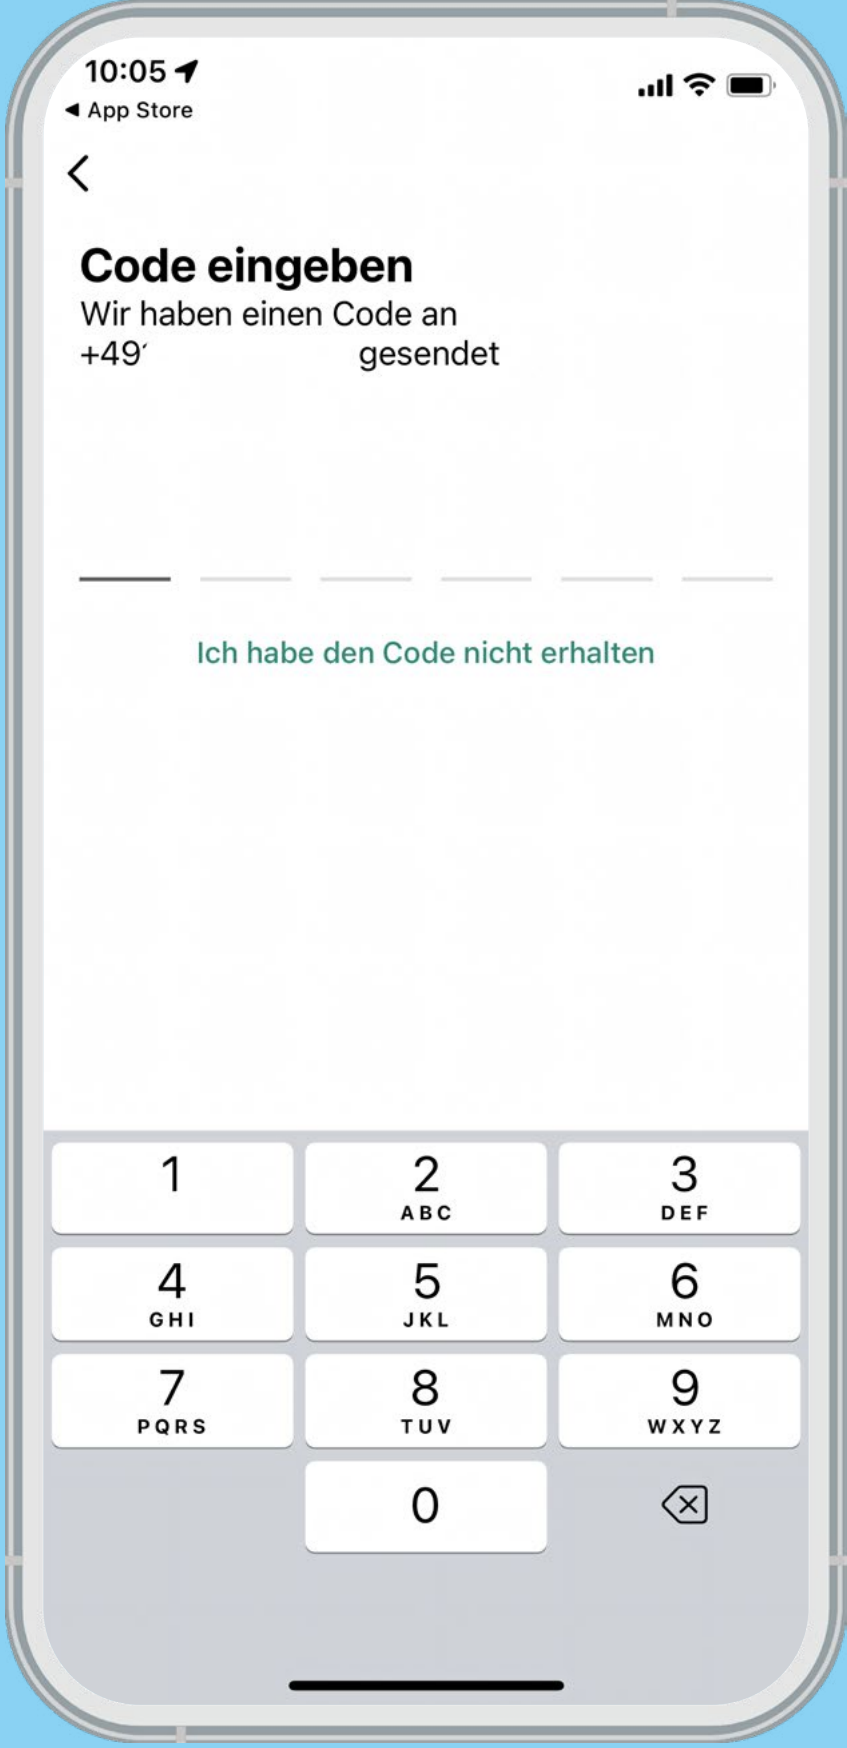 10:05
◀ App Store
Code eingeben
Wir haben einen Code an
+49 gesendet
Ich habe den Code nicht erhalten
1 2 3
ABC DEF
4 5 6
GHI JKL MNO
7 8 9
PQRS TUV WXYZ
0